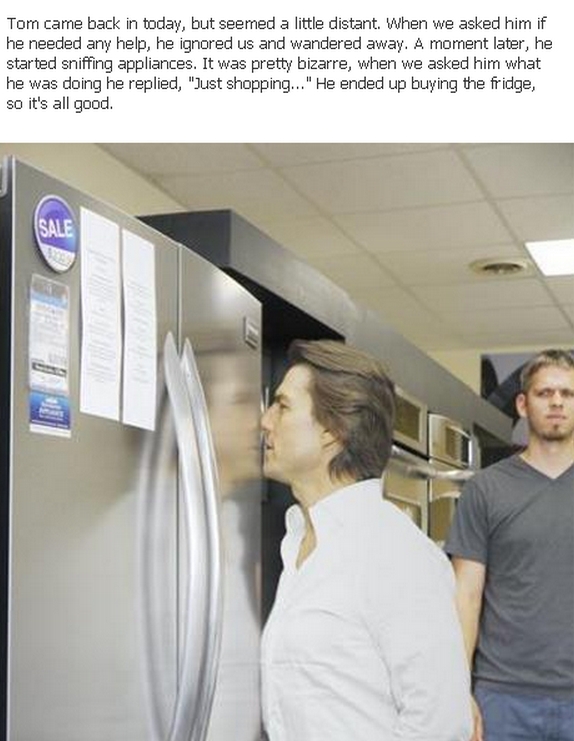 Tom came back in today, but seemed a little distant. When we asked him if
he needed any help, he ignored us and wandered away. A moment later, he
started sniffing appliances. It was pretty bizarre, when we asked him what
he was doing he replied, "Just shopping..." He ended up buying the fridge,
so it's all good.
SALE